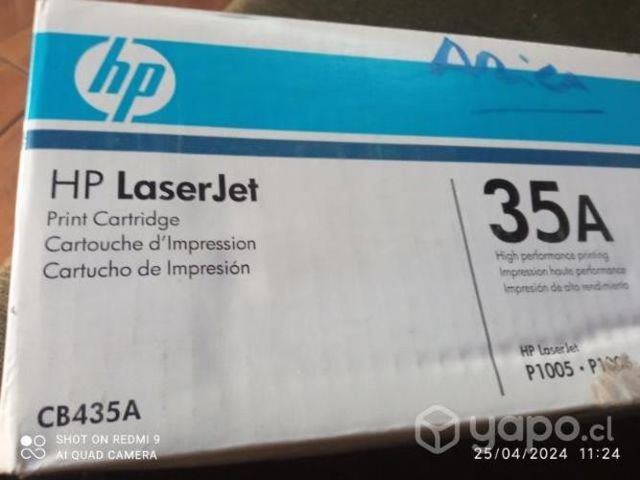 hp
HP LaserJet
Print Cartridge
Cartouche d'Impression
Cartucho de Impresión
35A
High performance printing
Impression haute performance
Impresión de alto rendimiento
HP LaserJet
P1005 •
CB435A
SHOT ON REDMI 9
AI QUAD CAMERA
yapo.cl
25/04/2024 11:24